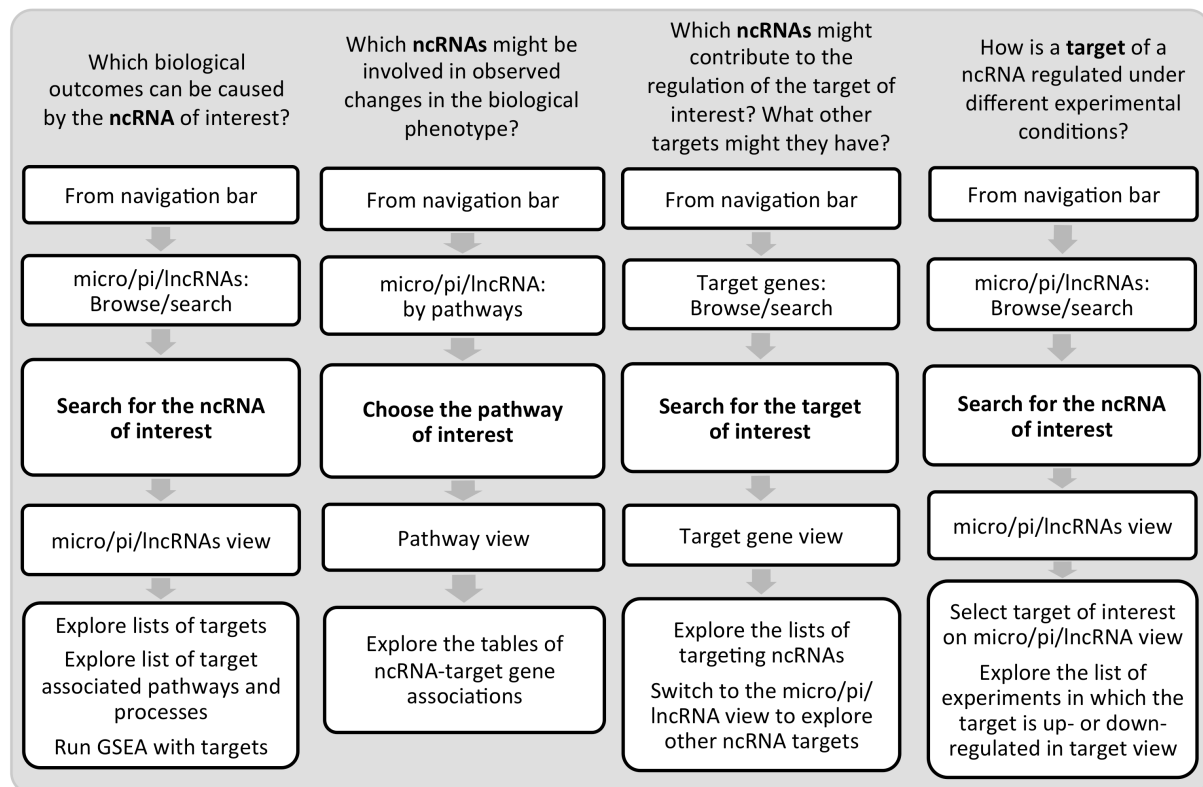 Which biological
outcomes can be caused
by the ncRNA of interest?
From navigation bar
micro/pi/lncRNAs:
Browse/search
Search for the ncRNA
of interest
micro/pi/lncRNAs view
Explore lists of targets
Explore list of target
associated pathways and
processes
Run GSEA with targets
Which ncRNAs might be
involved in observed
changes in the biological
phenotype?
From navigation bar
micro/pi/lncRNA:
by pathways
Choose the pathway
of interest
Pathway view
Explore the tables of
ncRNA-target gene
associations
Which ncRNAs might
contribute to the
regulation of the target of
interest? What other
targets might they have?
From navigation bar
Target genes:
Browse/search
Search for the target
of interest
Target gene view
Explore the lists of
targeting ncRNAs
Switch to the micro/pi/
lncRNA view to explore
other ncRNA targets
How is a target of a
ncRNA regulated under
different experimental
conditions?
From navigation bar
micro/pi/lncRNAs:
Browse/search
Search for the ncRNA
of interest
micro/pi/lncRNAs view
Select target of interest
on micro/pi/lncRNA view
Explore the list of
experiments in which the
target is up- or down-
regulated in target view